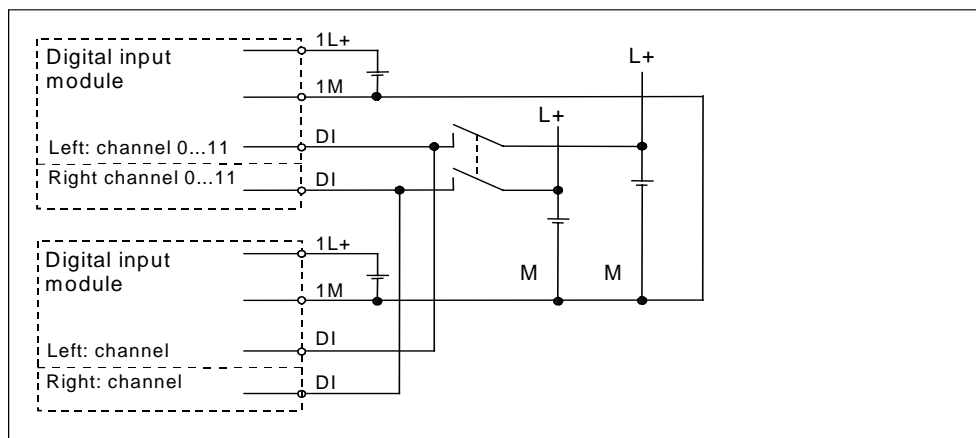 Digital input
module
1L+
1M
DI
Left: channel 0...11
Right channel 0...11
DI
L+
L+
Digital input
module
1L+
1M
M
M
DI
Left: channel
Right: channel
DI